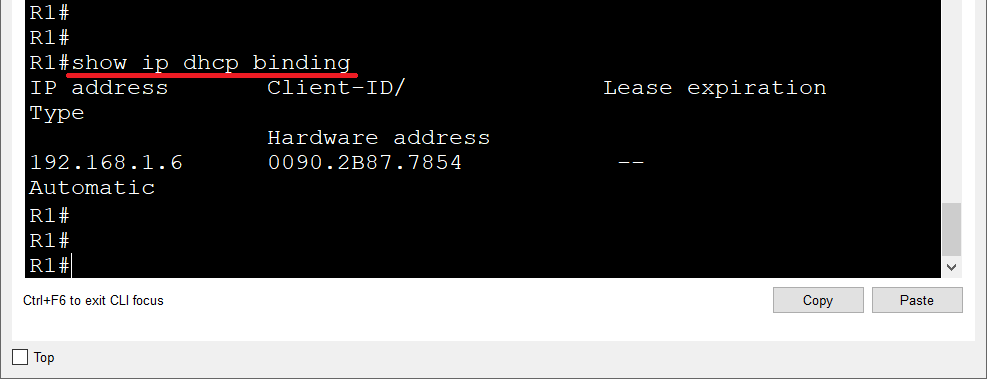 R1#
R1#
R1#show ip dhcp binding
IP address       Client-ID/              Lease expiration
Type
                 Hardware address
192.168.1.6      0090.2B87.7854           --
Automatic
R1#
R1#
R1#
Ctrl+F6 to exit CLI focus
Copy
Paste
Top